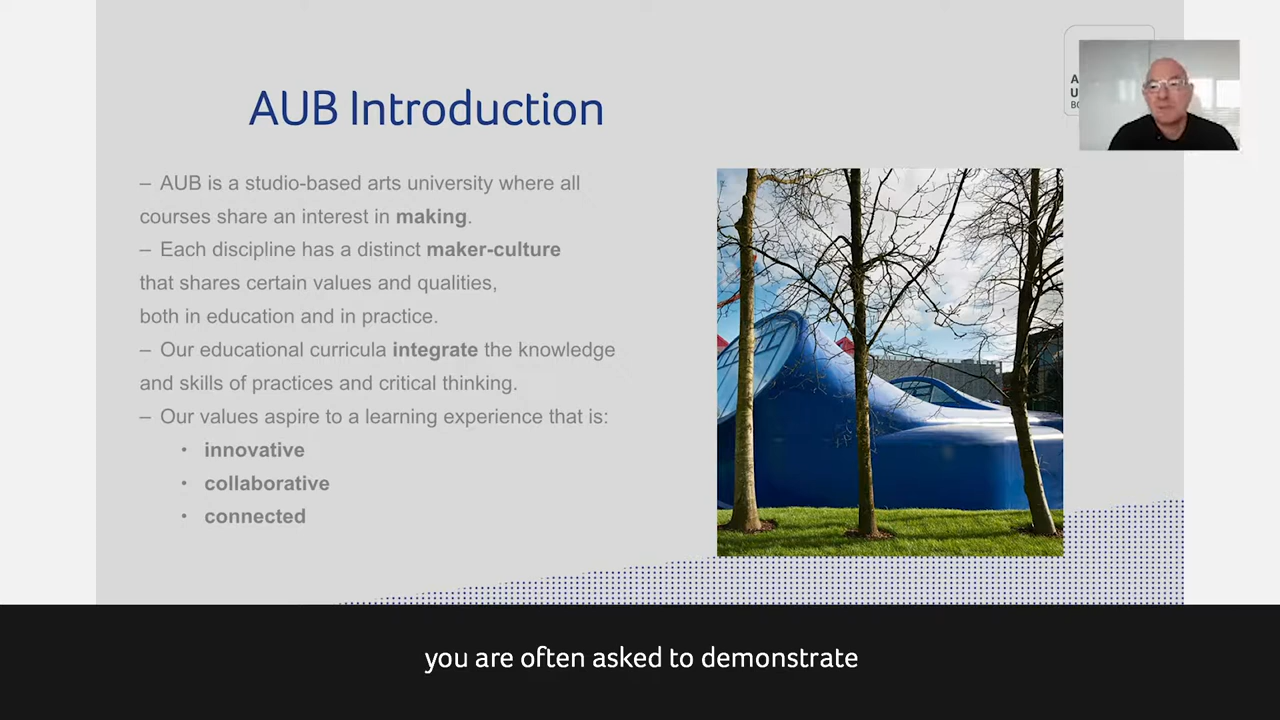 AUB Introduction
– AUB is a studio-based arts university where all
courses share an interest in making.
– Each discipline has a distinct maker-culture
that shares certain values and qualities,
both in education and in practice.
– Our educational curricula integrate the knowledge
and skills of practices and critical thinking.
– Our values aspire to a learning experience that is:
• innovative
• collaborative
• connected
you are often asked to demonstrate